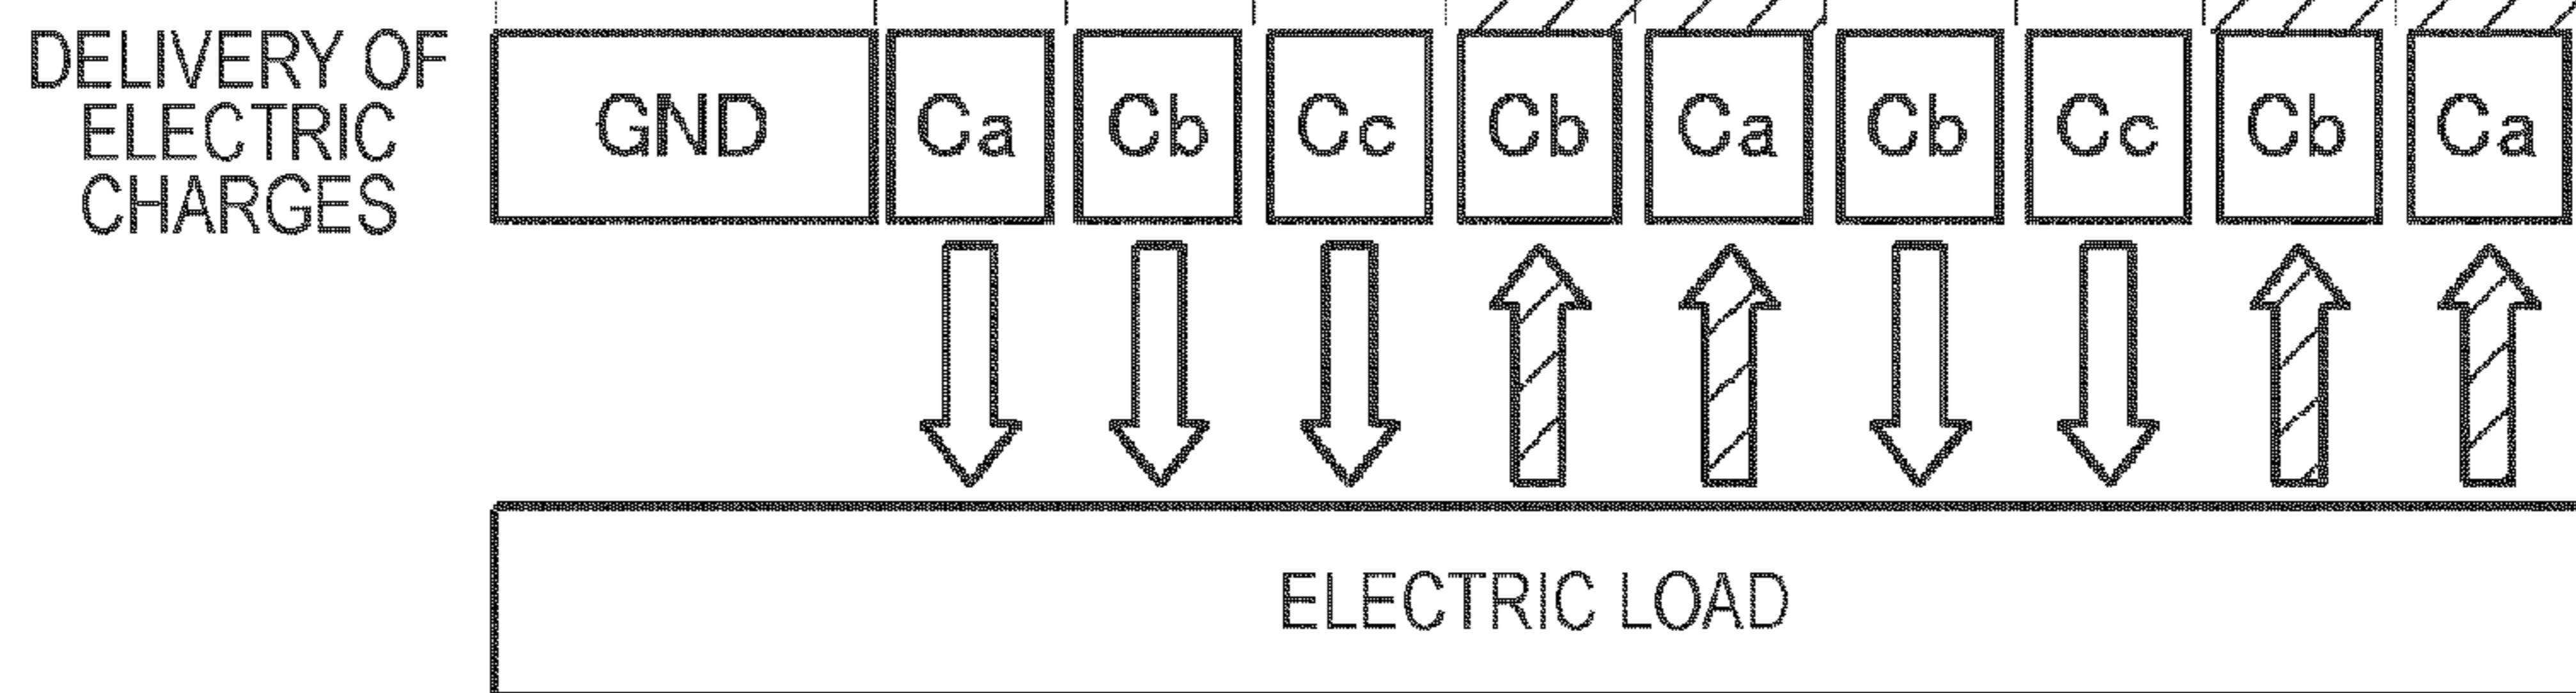 DELIVERY OF
ELECTRIC
CHARGES
GND Ca Cb Cc Cb Ca Cb Cc Cb Ca
ELECTRIC LOAD